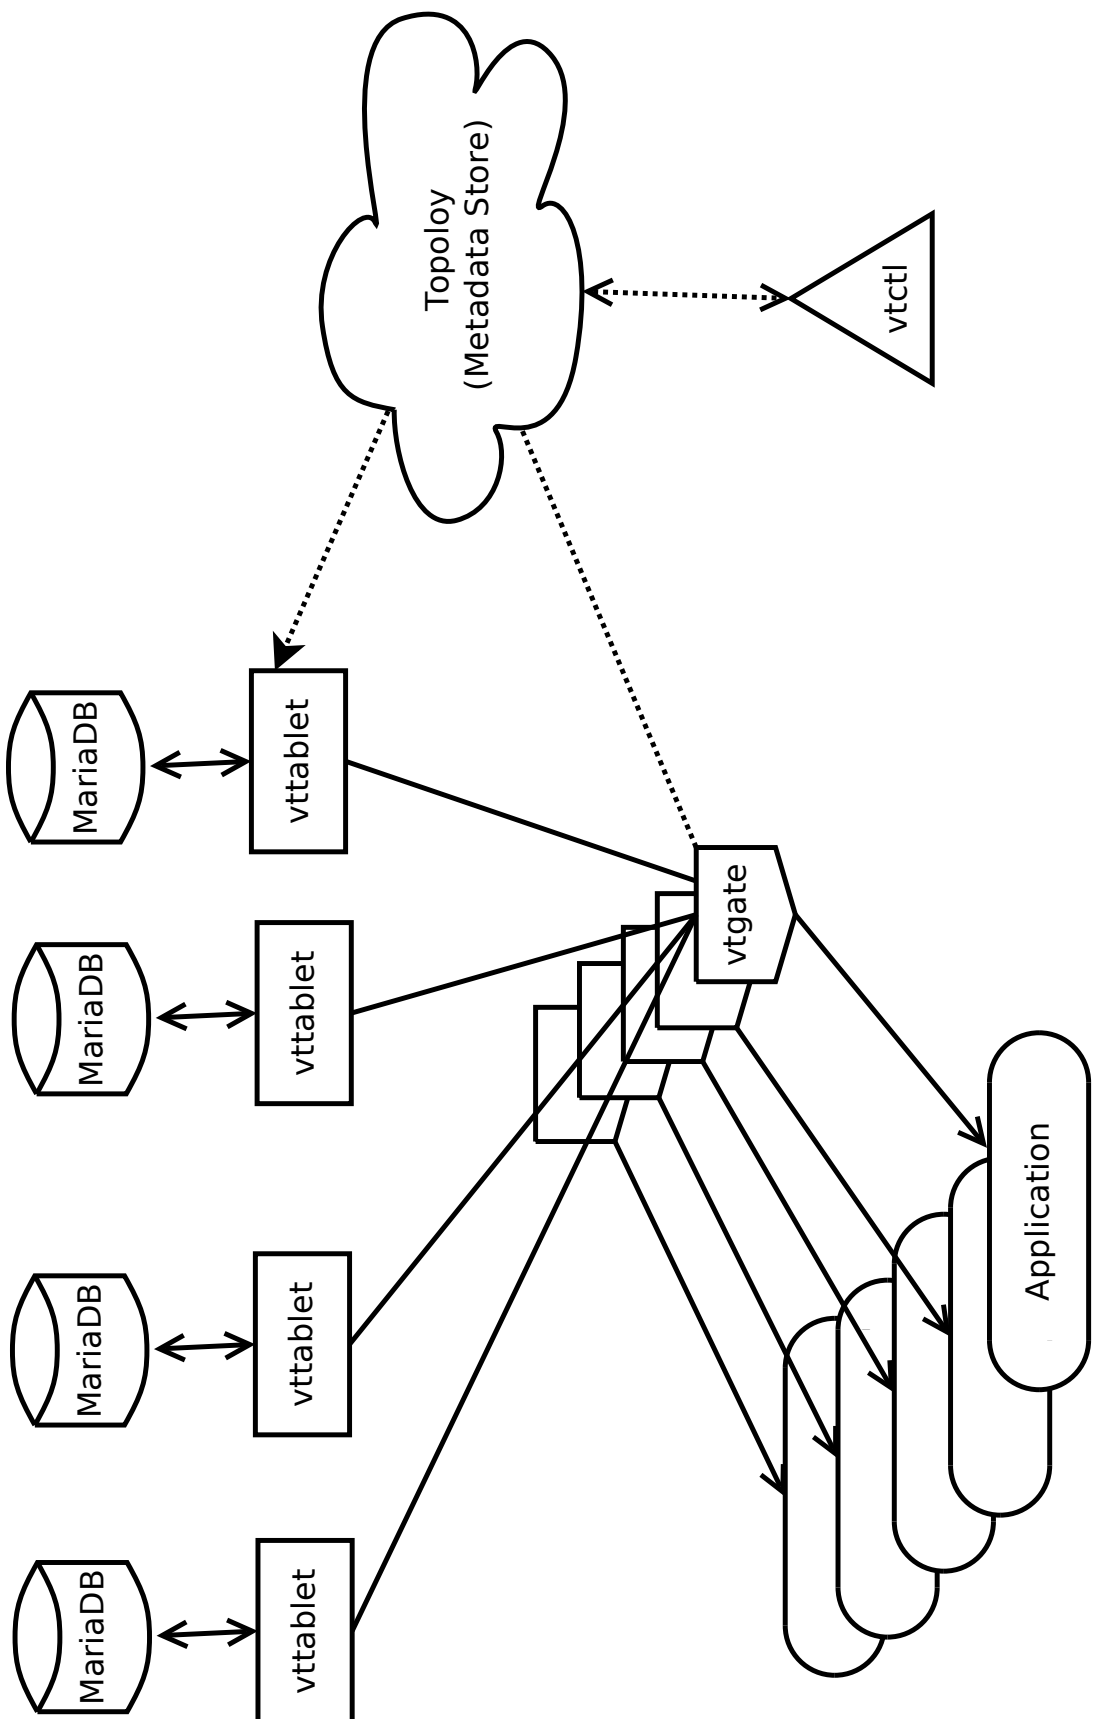 Topoloy
(Metadata Store)
vtctl
MariaDB
vttablet
vtgate
MariaDB
vttablet
MariaDB
vttablet
MariaDB
vttablet
Application